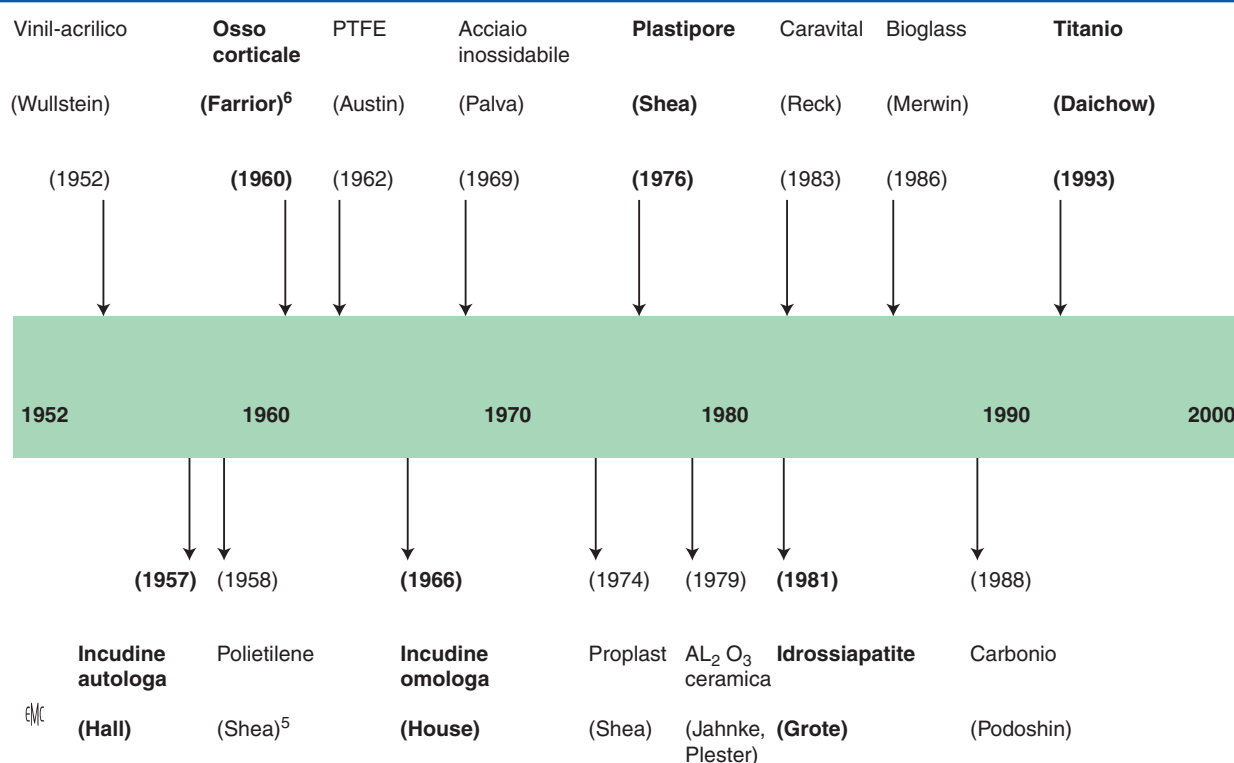 Vinil-acrilico
(Wullstein)
(1952)
Osso
corticale
(Farrior)6
(1960)
PTFE
(Austin)
(1962)
Acciaio
inossidabile
(Palva)
(1969)
Plastipore
(Shea)
(1976)
Caravital
(Reck)
(1983)
Bioglass
(Merwin)
(1986)
Titanio
(Daichow)
(1993)
1952 1960 1970 1980 1990 2000
(1957)
Incudine
autologa
(Hall)
(1958)
Polietilene
(Shea)5
(1966)
Incudine
omologa
(House)
(1974)
Proplast
(Shea)
(1979)
AL2 O3
ceramica
(Jahnke,
Plester)
(1981)
Idrossiapatite
(Grote)
(1988)
Carbonio
(Podoshin)
EMC